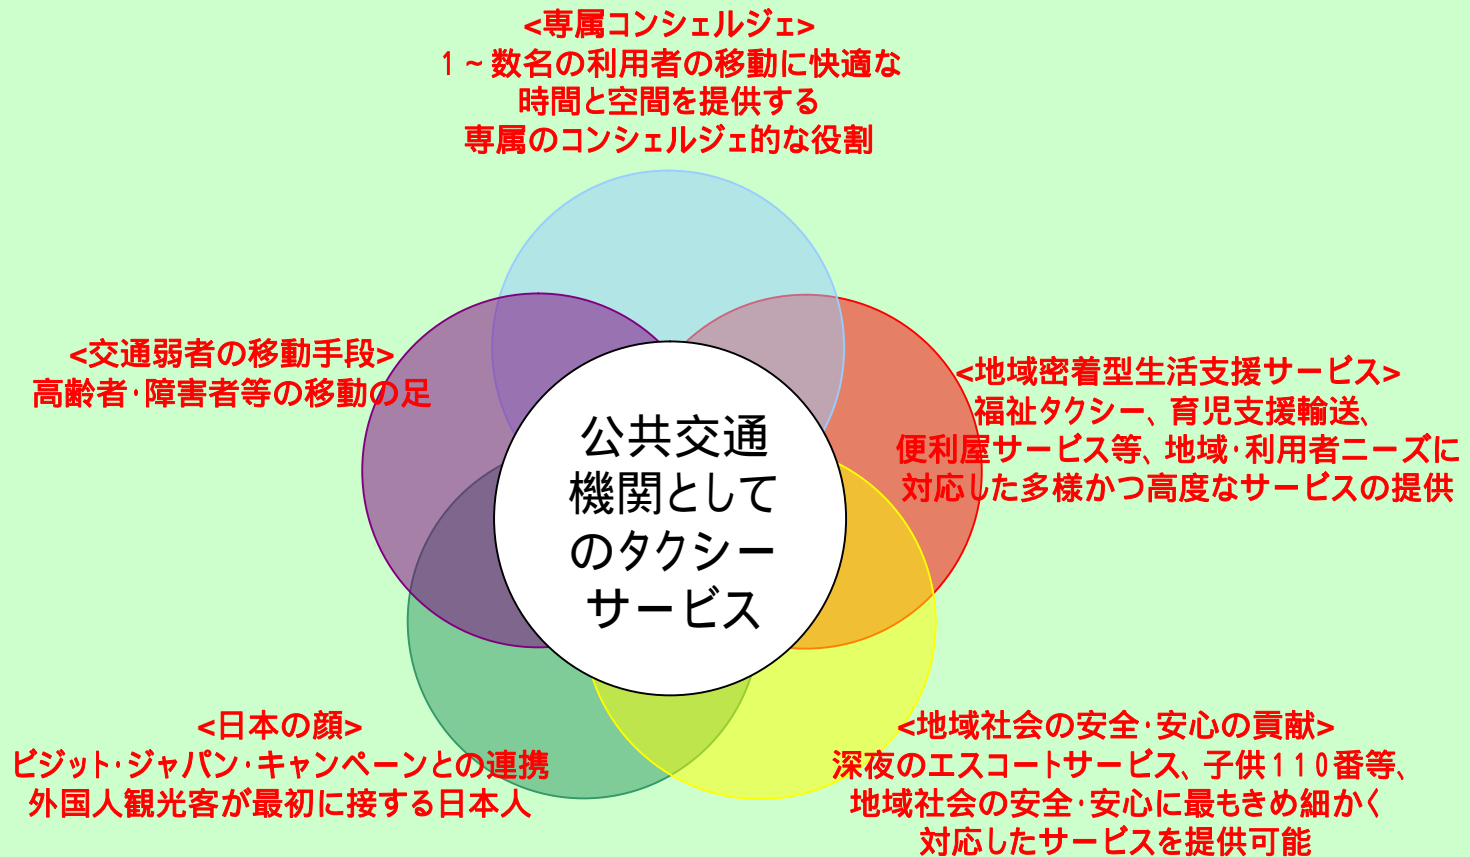 <専属コンシェルジェ>
1~数名の利用者の移動に快適な
時間と空間を提供する
専属のコンシェルジェ的な役割
<交通弱者の移動手段>
高齢者・障害者等の移動の足
<地域密着型生活支援サービス>
福祉タクシー、育児支援輸送、
便利屋サービス等、地域・利用者ニーズに
対応した多様かつ高度なサービスの提供
公共交通
機関として
のタクシー
サービス
<日本の顔>
ビジット・ジャパン・キャンペーンとの連携
外国人観光客が最初に接する日本人
<地域社会の安全・安心の貢献>
深夜のエスコートサービス、子供110番等、
地域社会の安全・安心に最もきめ細かく
対応したサービスを提供可能